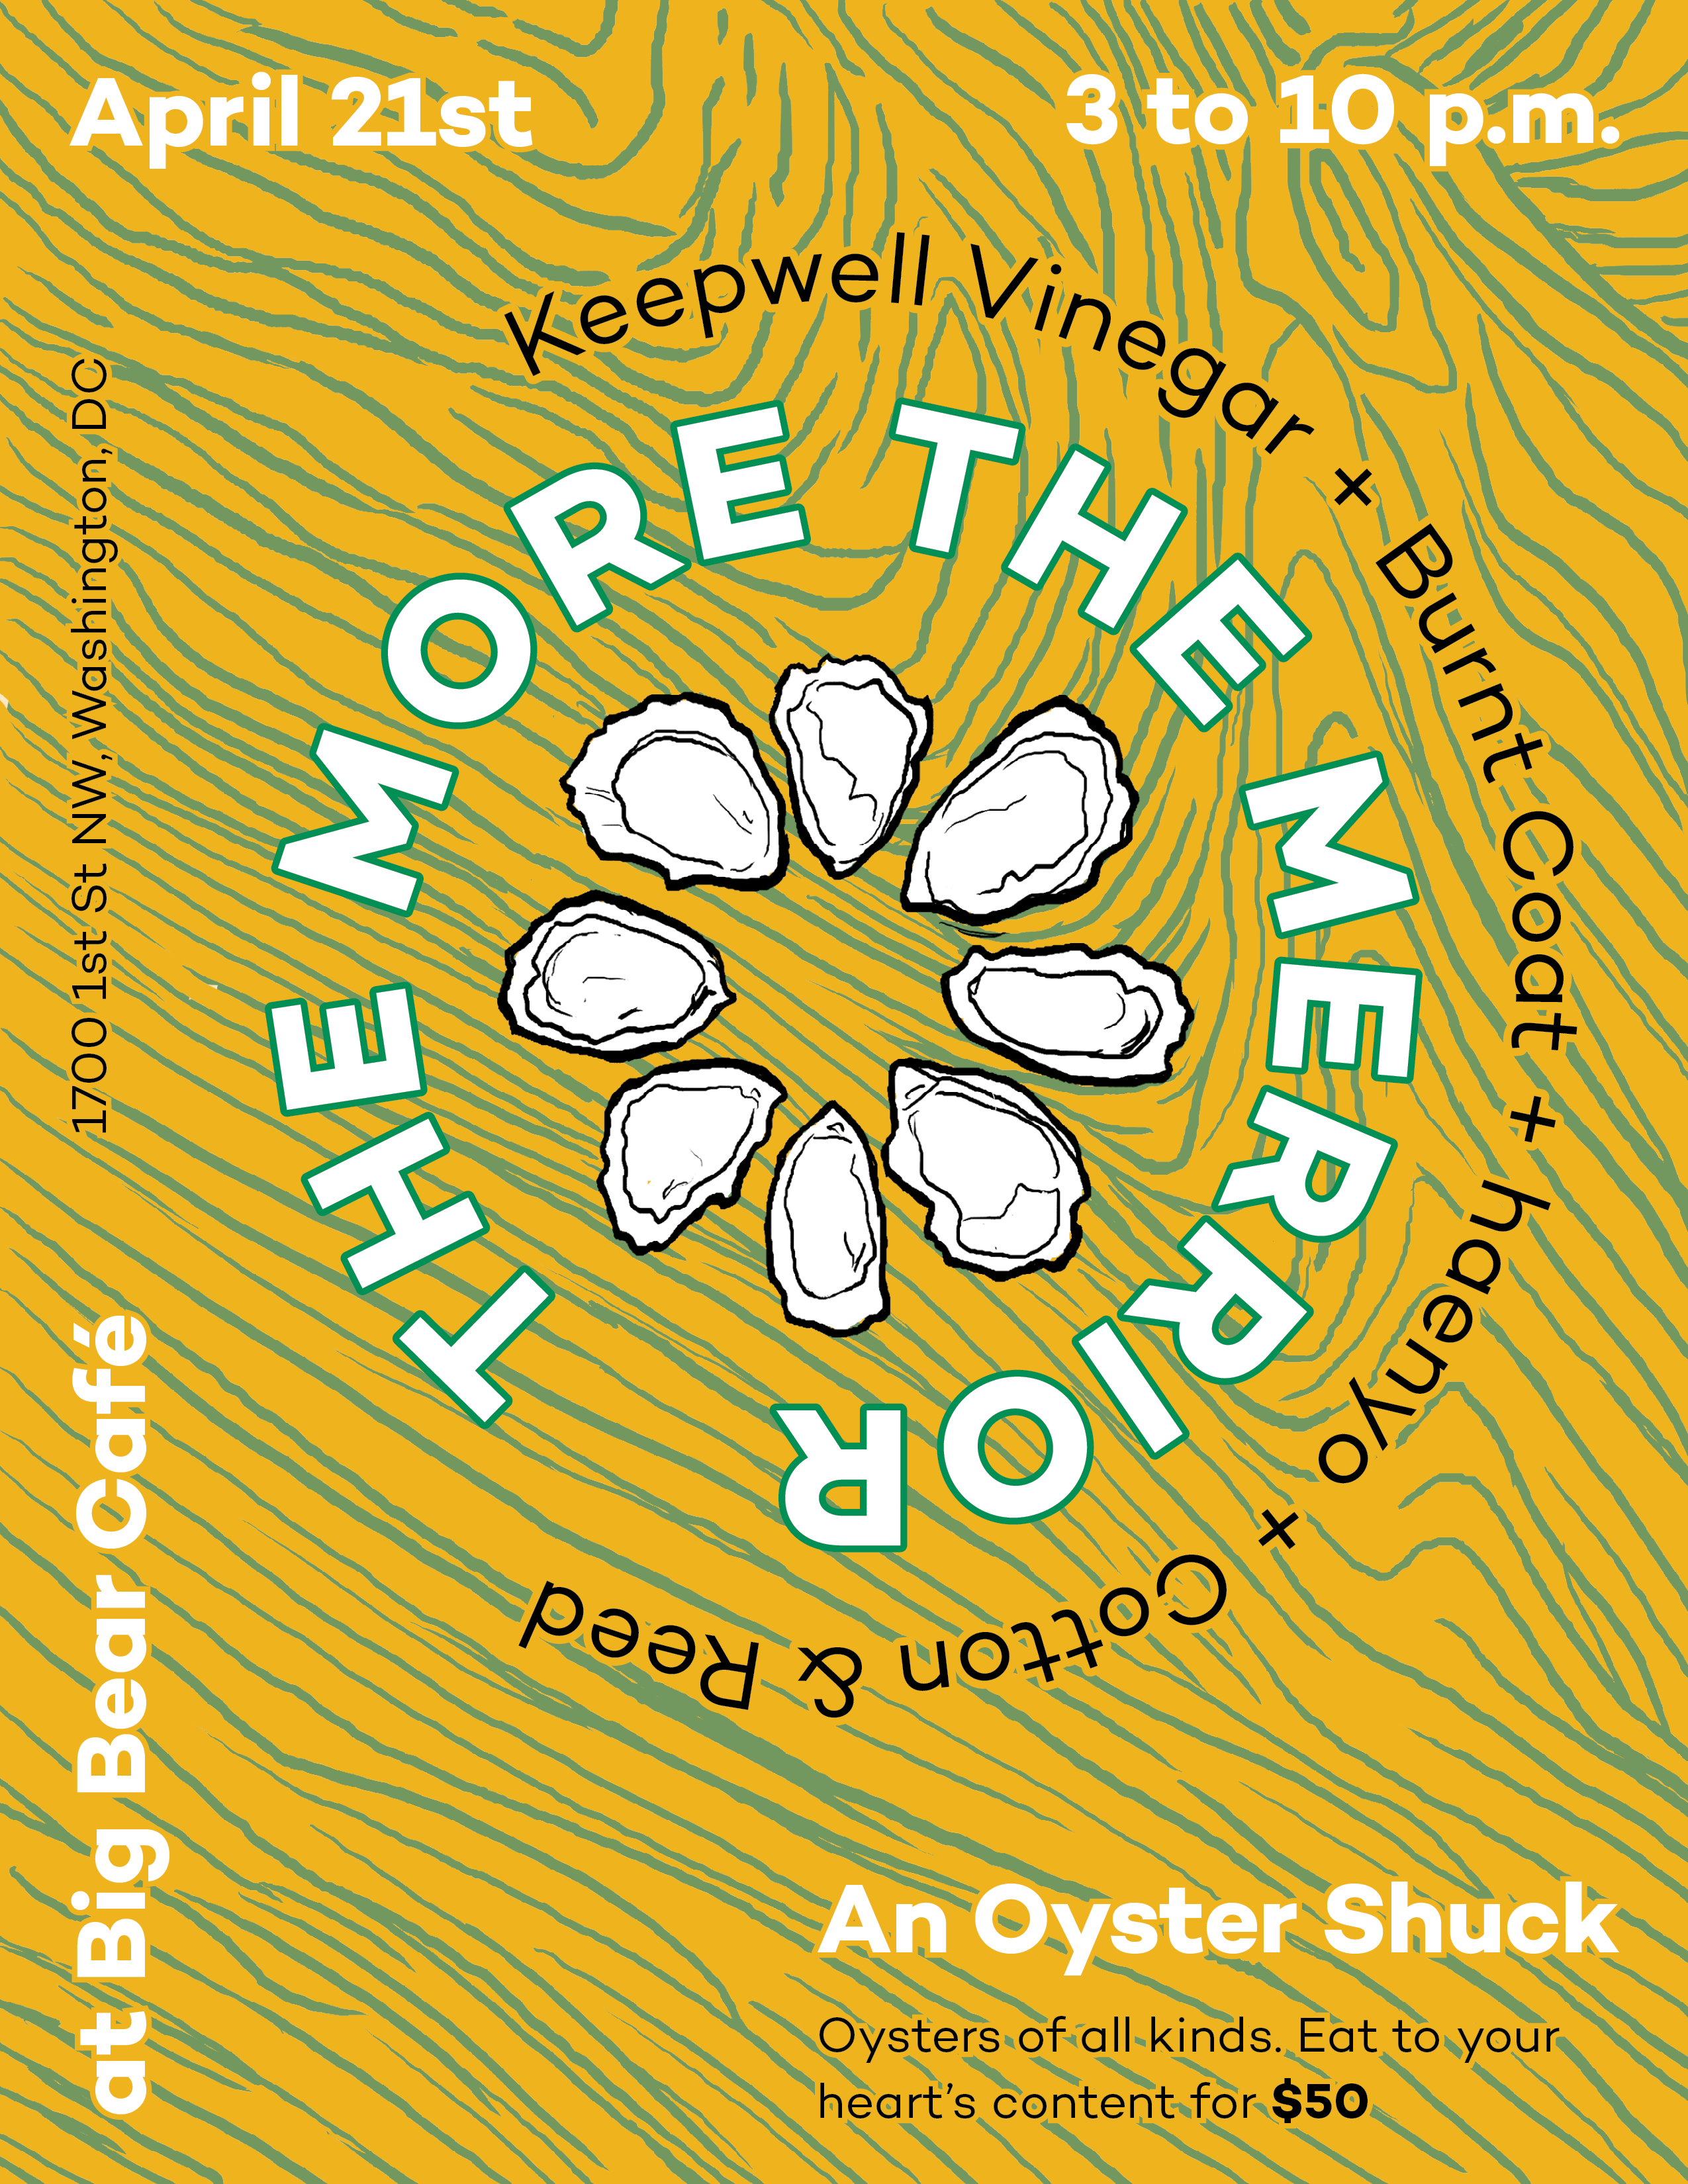 April 21st
3 to 10 p.m.
Keepwell Vinegar + Burnt Coat + haenyo + Cotton & Reed
THE MORE THE MERRIOR
1700 1st St NW, Washington, DC
at Big Bear Café
An Oyster Shuck
Oysters of all kinds. Eat to your
heart's content for $50